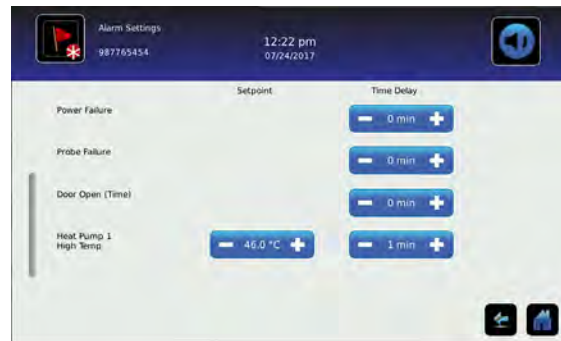 Alarm Settings
987765454
12:22 pm
07/24/2017
Setpoint Time Delay
Power Failure 0 min
Probe Failure 0 min
Door Open (Time) 0 min
Heat Pump 1
High Temp 46.0 °C 1 min